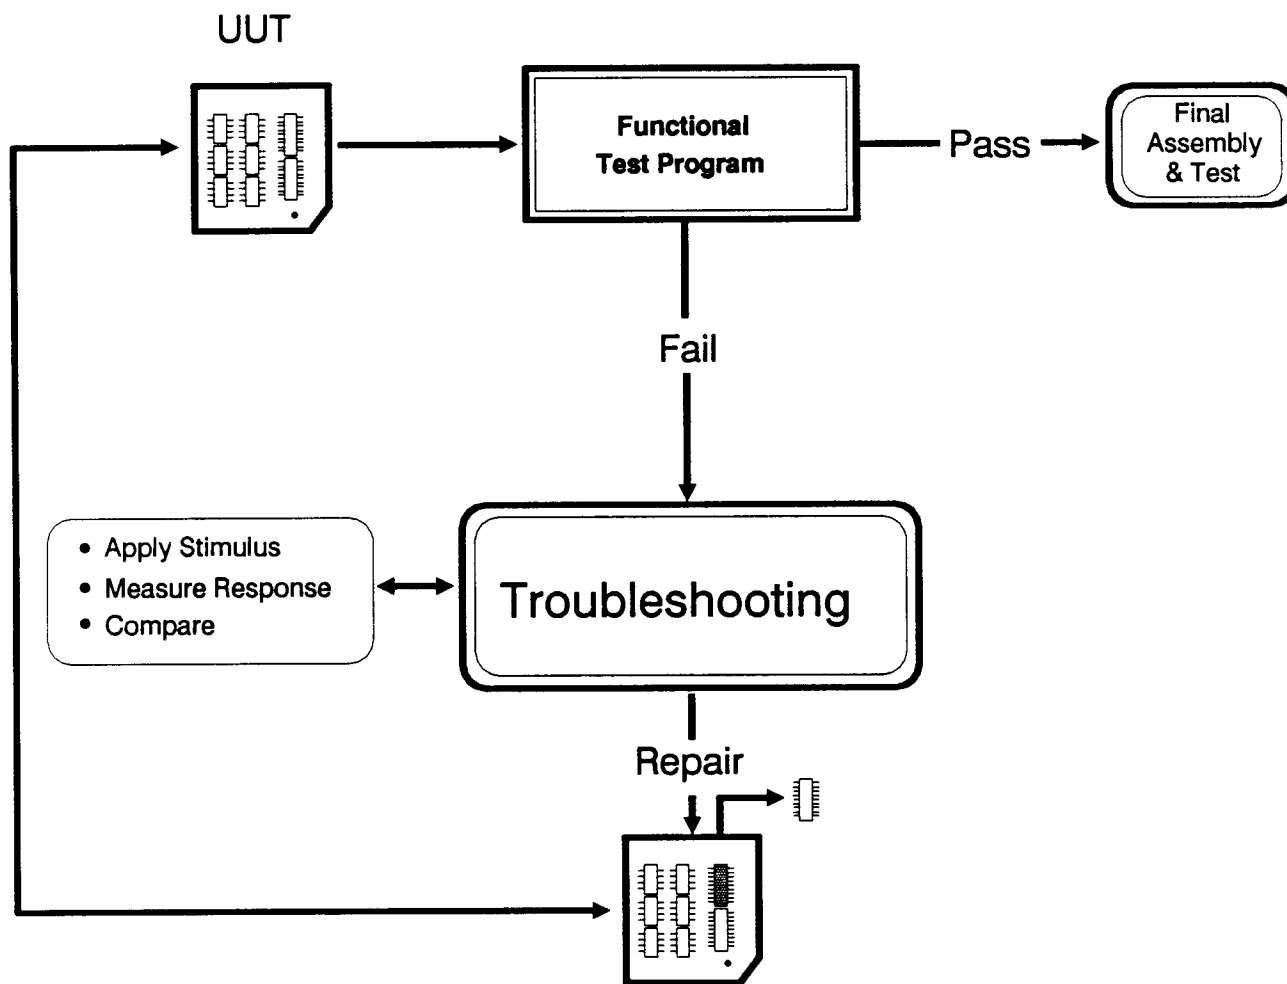 UUT
Functional
Test Program
Pass
Final
Assembly
& Test
Fail
• Apply Stimulus
• Measure Response
• Compare
Troubleshooting
Repair